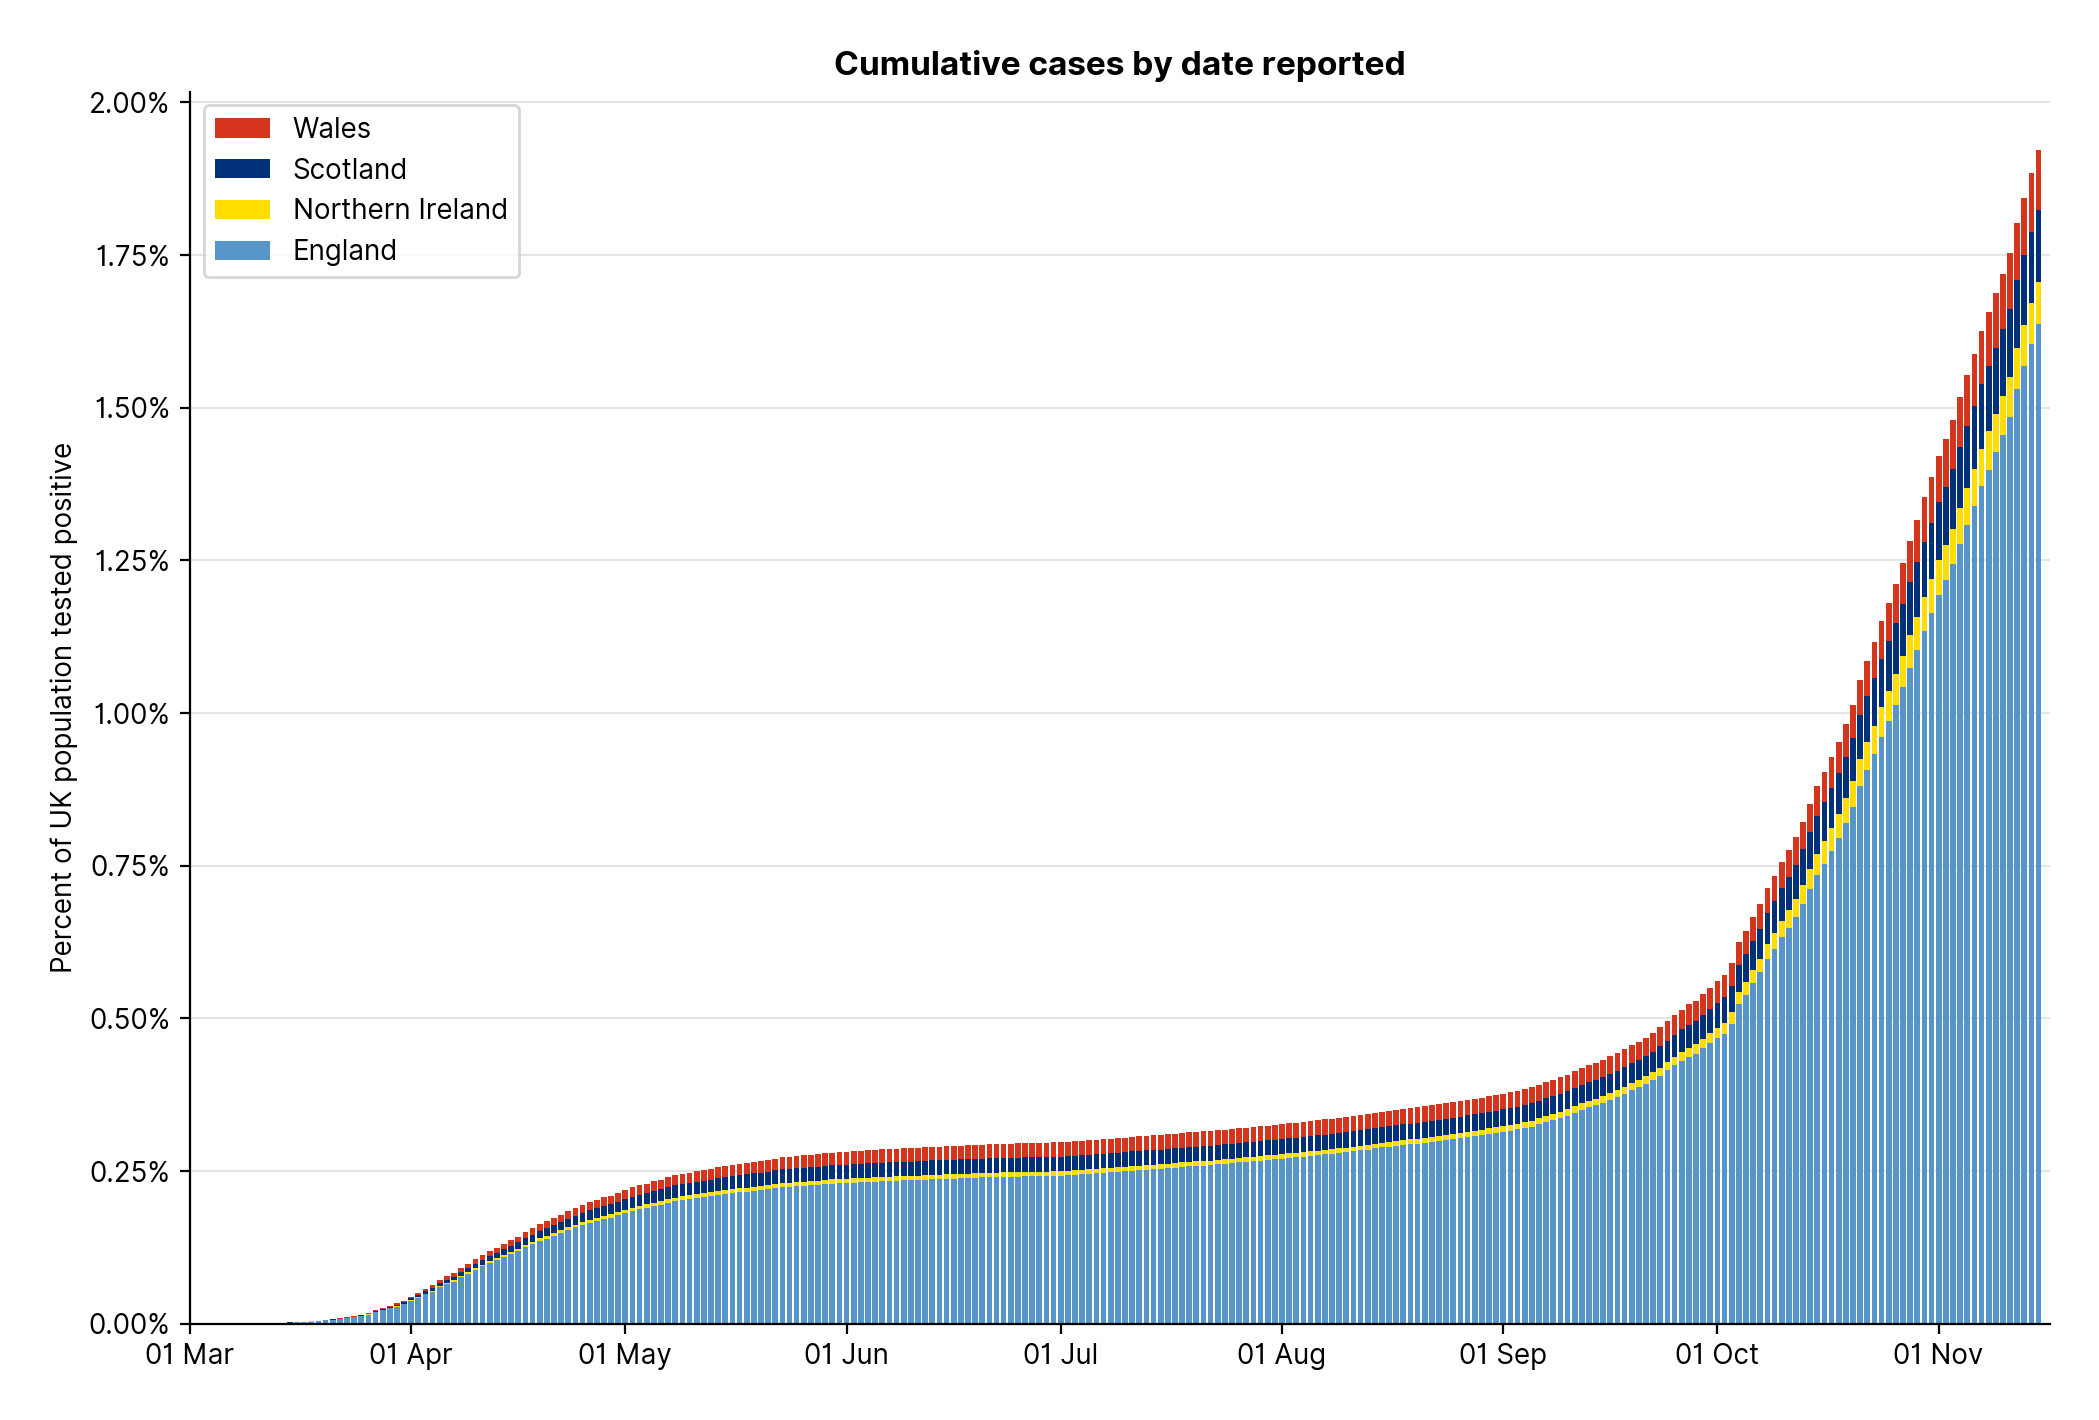 Cumulative cases by date reported
Percent of UK population tested positive
2.00%
1.75%
1.50%
1.25%
1.00%
0.75%
0.50%
0.25%
0.00%
Wales
Scotland
Northern Ireland
England
01 Mar
01 Apr
01 May
01 Jun
01 Jul
01 Aug
01 Sep
01 Oct
01 Nov